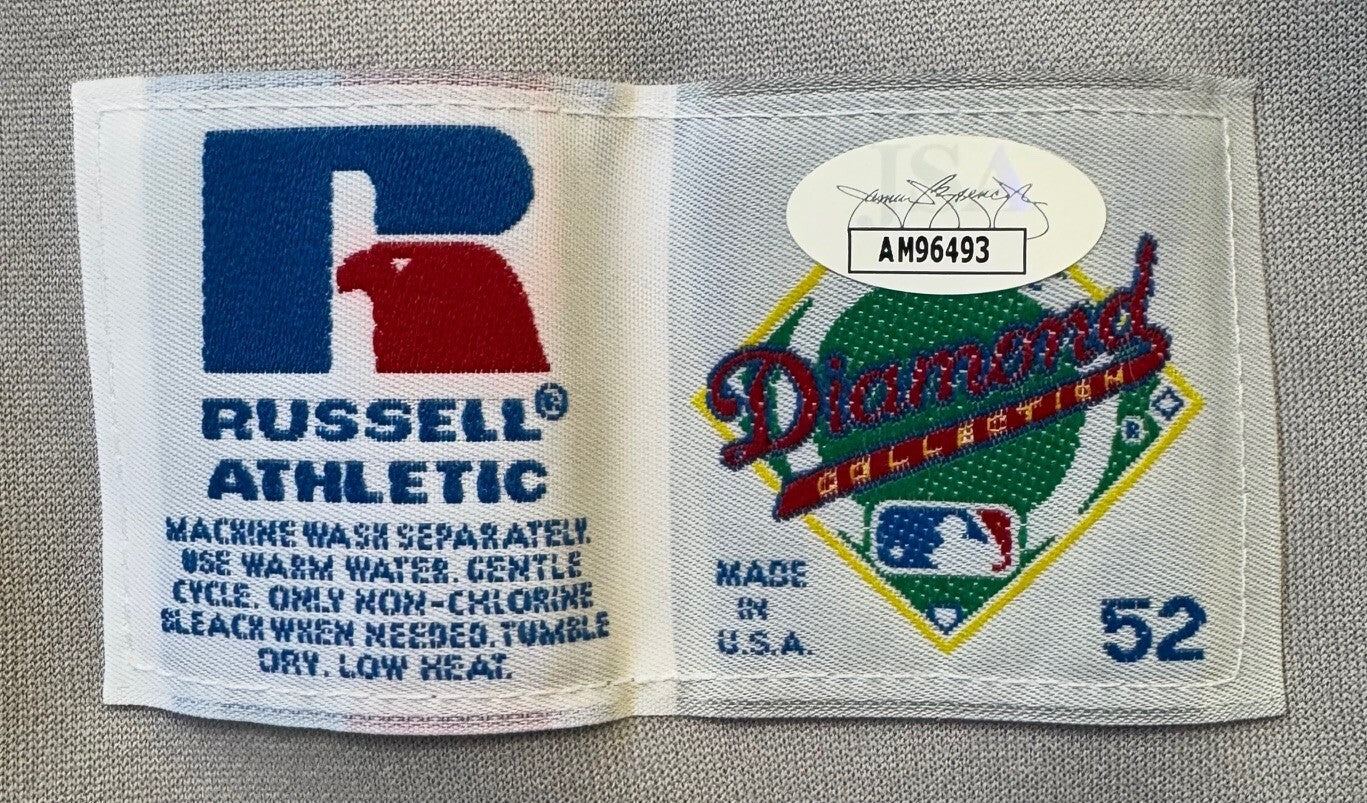 RUSSELL®
ATHLETIC
MACHINE WASH SEPARATELY.
USE WARM WATER. GENTLE
CYCLE. ONLY NON-CHLORINE
BLEACH WHEN NEEDED. TUMBLE
DRY. LOW HEAT.
JSA
AM96493
Diamond
COLLECTION
®
MADE
IN
U.S.A.
52